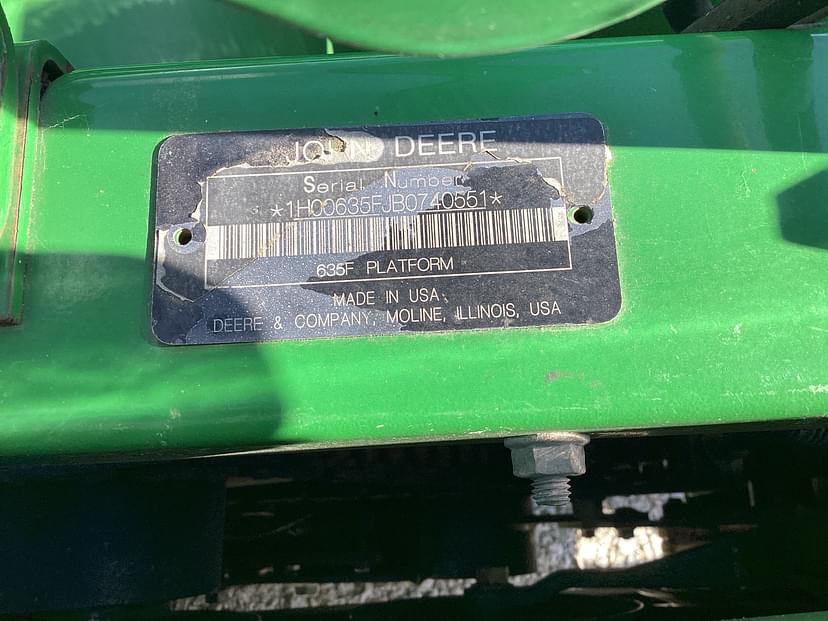 JOHN DEERE
Serial Number
*1H00635FJB0740551*
635F PLATFORM
MADE IN USA
DEERE & COMPANY, MOLINE, ILLINOIS, USA